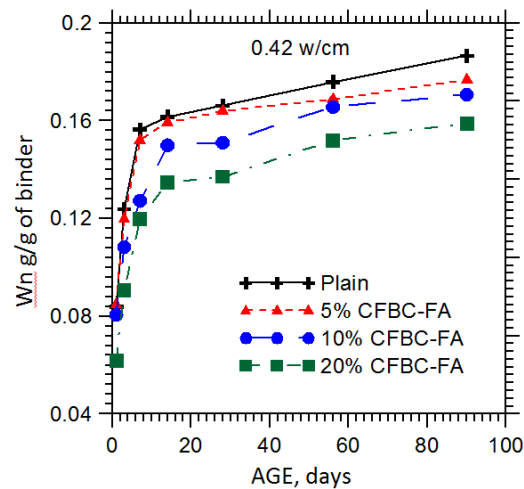 0.2
0.42 w/cm
0.16
0.12
0.08
0.04
Wn g/g of binder
Plain
5% CFBC-FA
10% CFBC-FA
20% CFBC-FA
0 20 40 60 80 100
AGE, days